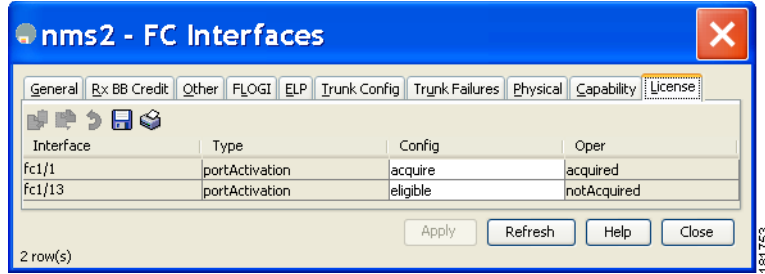 nms2 - FC Interfaces
General Rx BB Credit Other FLOGI ELP Trunk Config Trunk Failures Physical Capability License
Interface Type Config Oper
fc1/1 portActivation acquire acquired
fc1/13 portActivation eligible notAcquired
Apply Refresh Help Close
2 row(s)
181753